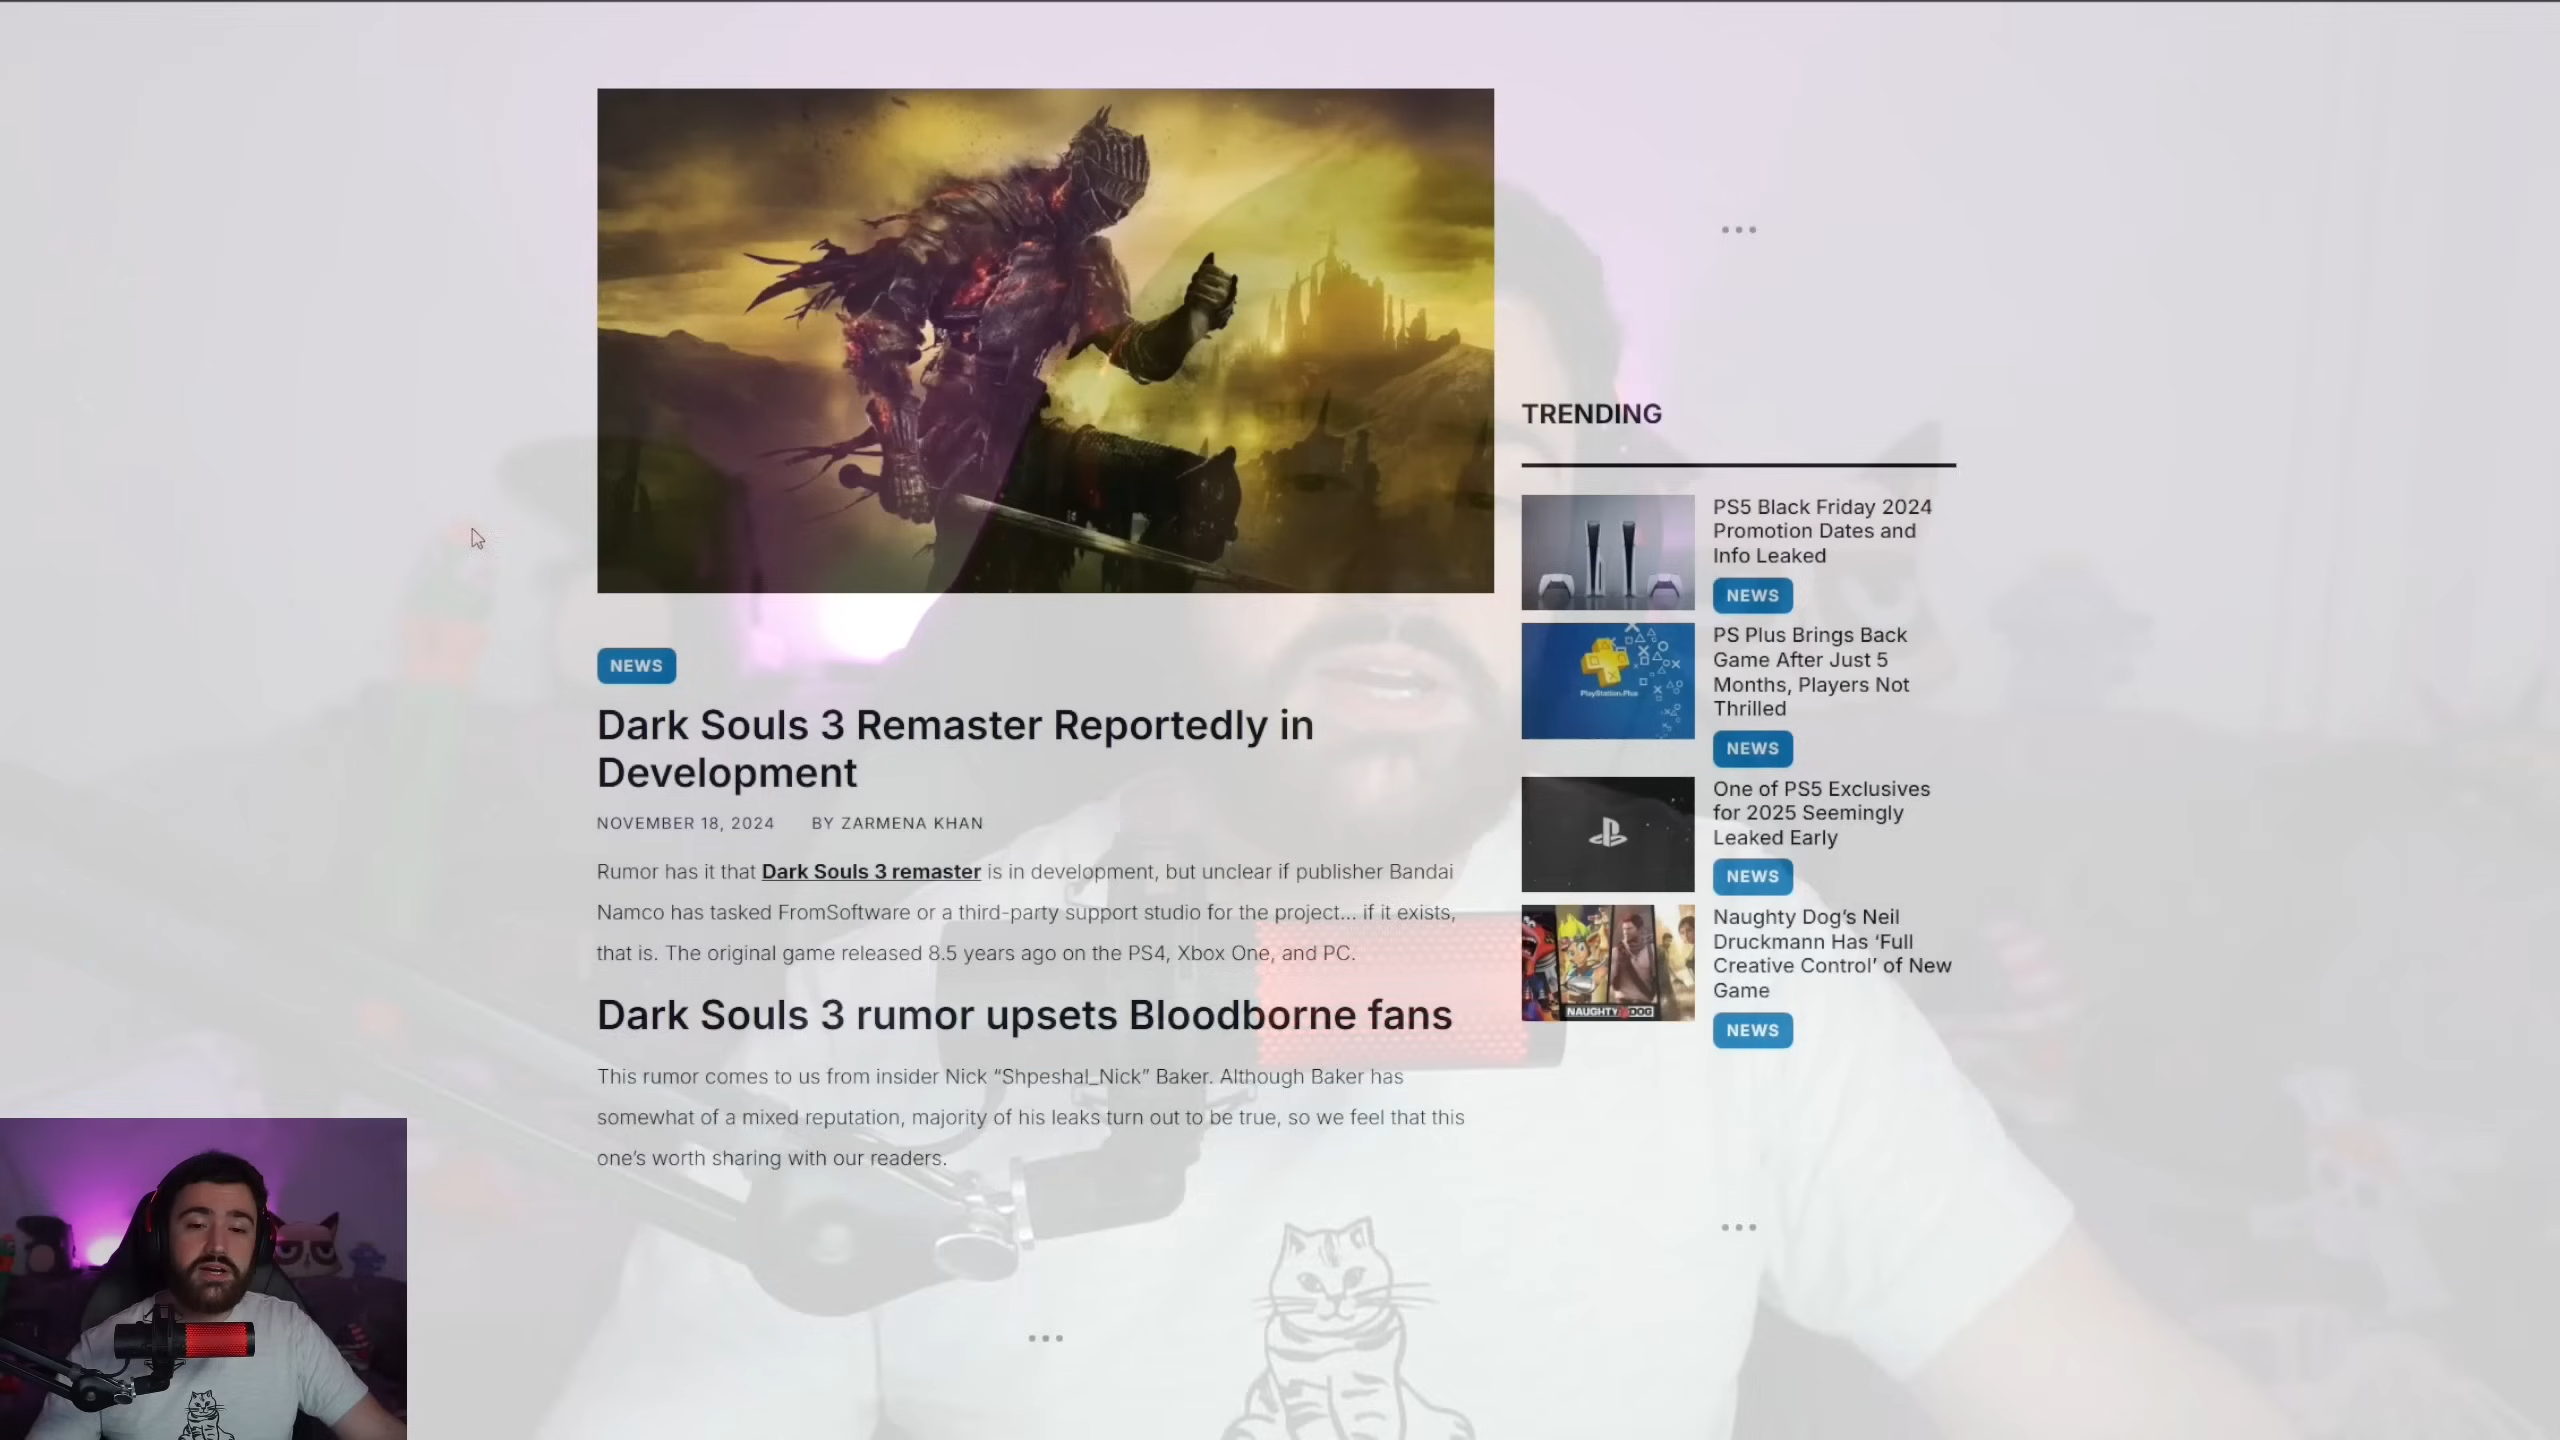 NEWS
Dark Souls 3 Remaster Reportedly in
Development
NOVEMBER 18, 2024 BY ZARMENA KHAN
Rumor has it that Dark Souls 3 remaster is in development, but unclear if publisher Bandai
Namco has tasked FromSoftware or a third-party support studio for the project... if it exists,
that is. The original game released 8.5 years ago on the PS4, Xbox One, and PC.
Dark Souls 3 rumor upsets Bloodborne fans
This rumor comes to us from insider Nick “Shpeshal_Nick” Baker. Although Baker has
somewhat of a mixed reputation, majority of his leaks turn out to be true, so we feel that this
one’s worth sharing with our readers.
TRENDING
PS5 Black Friday 2024
Promotion Dates and
Info Leaked
NEWS
PlayStation Plus
PS Plus Brings Back
Game After Just 5
Months, Players Not
Thrilled
NEWS
One of PS5 Exclusives
for 2025 Seemingly
Leaked Early
NEWS
NAUGHTY DOG
Naughty Dog’s Neil
Druckmann Has ‘Full
Creative Control’ of New
Game
NEWS